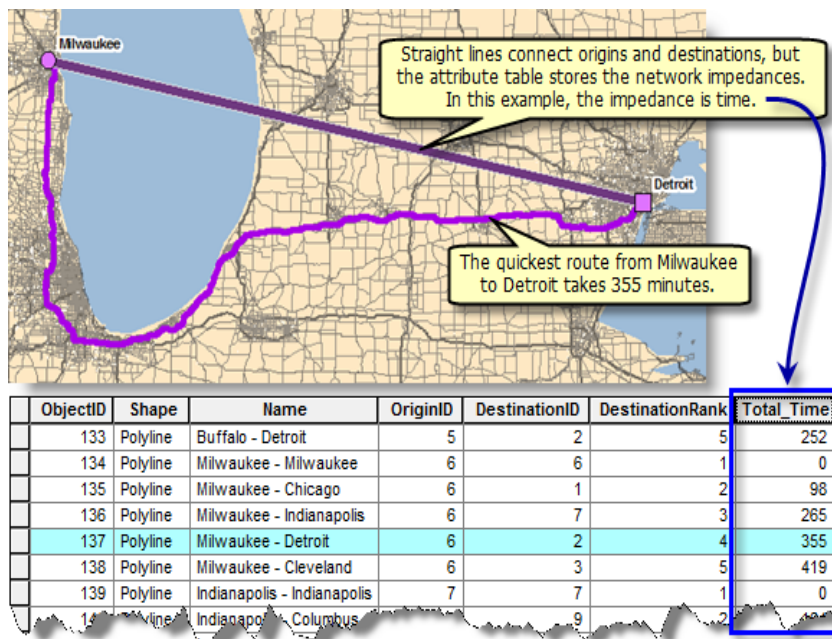 Milwaukee
Straight lines connect origins and destinations, but
the attribute table stores the network impedances.
In this example, the impedance is time.
Detroit
The quickest route from Milwaukee
to Detroit takes 355 minutes.
ObjectID Shape Name OriginID DestinationID DestinationRank Total_Time
133 Polyline Buffalo - Detroit 5 2 5 252
134 Polyline Milwaukee - Milwaukee 6 6 1 0
135 Polyline Milwaukee - Chicago 6 1 2 98
136 Polyline Milwaukee - Indianapolis 6 7 3 265
137 Polyline Milwaukee - Detroit 6 2 4 355
138 Polyline Milwaukee - Cleveland 6 3 5 419
139 Polyline Indianapolis - Indianapolis 7 7 1 0
Polyline Indianapolis - Columbus 9 2